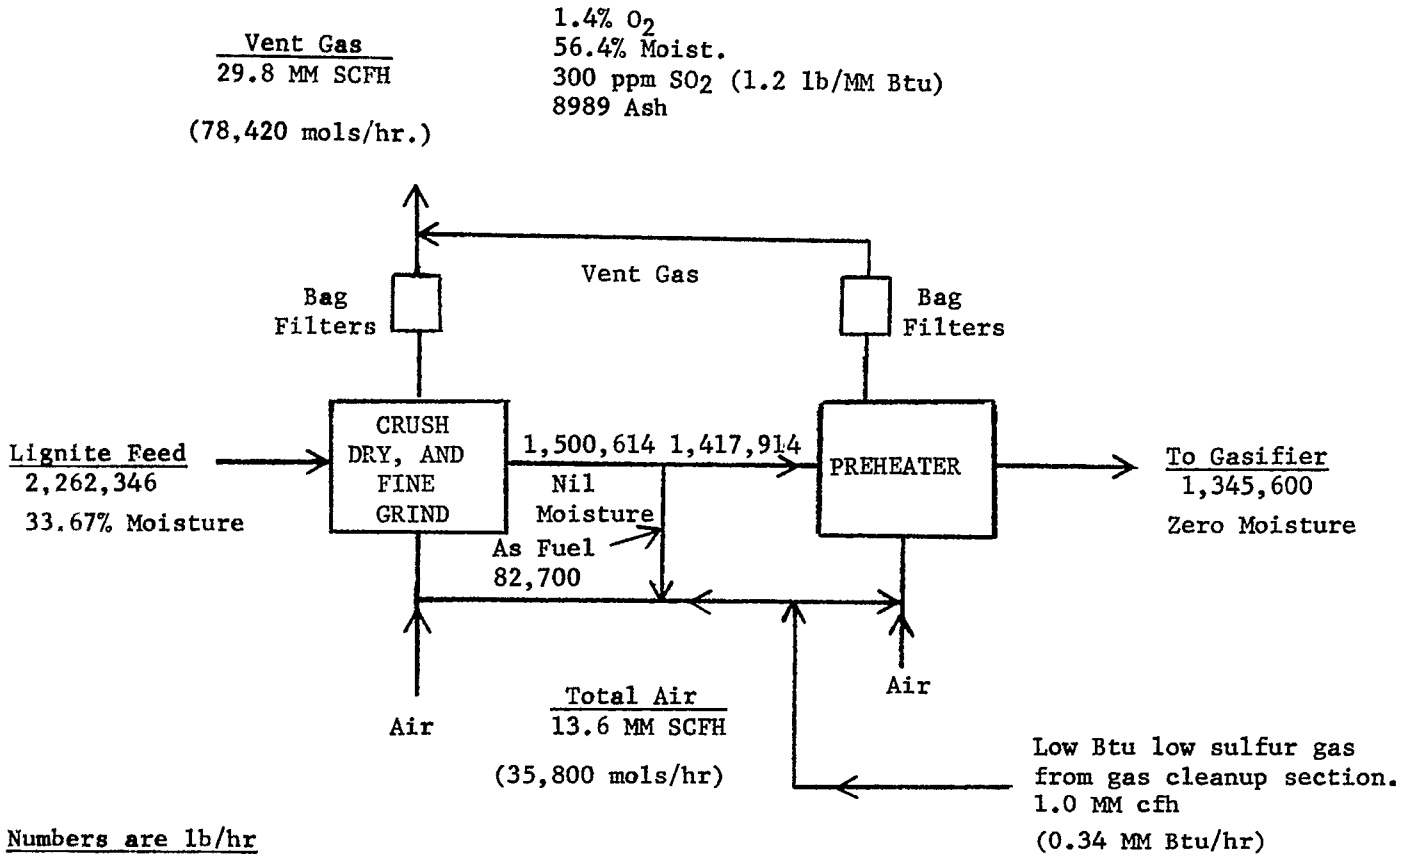 Vent Gas
29.8 MM SCFH
(78,420 mols/hr.)
1.4% O2
56.4% Moist.
300 ppm SO2 (1.2 lb/MM Btu)
8989 Ash
Vent Gas
Bag
Filters
Bag
Filters
Lignite Feed
2,262,346
33.67% Moisture
CRUSH
DRY, AND
FINE
GRIND
1,500,614 1,417,914
Nil
Moisture
As Fuel
82,700
PREHEATER
To Gasifier
1,345,600
Zero Moisture
Air
Total Air
13.6 MM SCFH
(35,800 mols/hr)
Air
Low Btu low sulfur gas
from gas cleanup section.
1.0 MM cfh
(0.34 MM Btu/hr)
Numbers are lb/hr